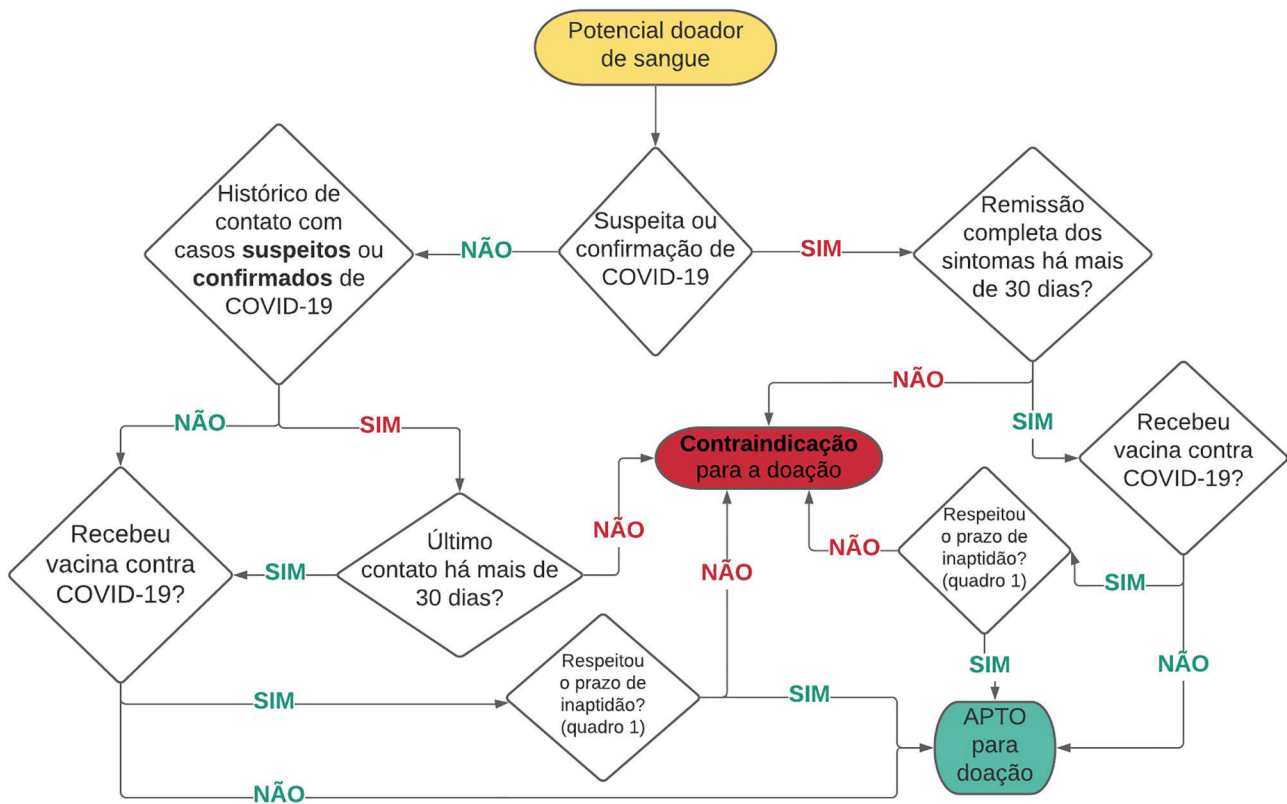 Potencial doador
de sangue
Suspeita ou
confirmação de
COVID-19
NÃO
SIM
Histórico de
contato com
casos suspeitos ou
confirmados de
COVID-19
Remissão
completa dos
sintomas há mais
de 30 dias?
NÃO
SIM
NÃO
SIM
Contraindicação
para a doação
Recebeu
vacina contra
COVID-19?
Recebeu
vacina contra
COVID-19?
SIM
Último
contato há mais de
30 dias?
NÃO
NÃO
NÃO
Respeitou
o prazo de
inaptidão?
(quadro 1)
SIM
SIM
NÃO
SIM
Respeitou
o prazo de
inaptidão?
(quadro 1)
SIM
APTO
para
doação
NÃO